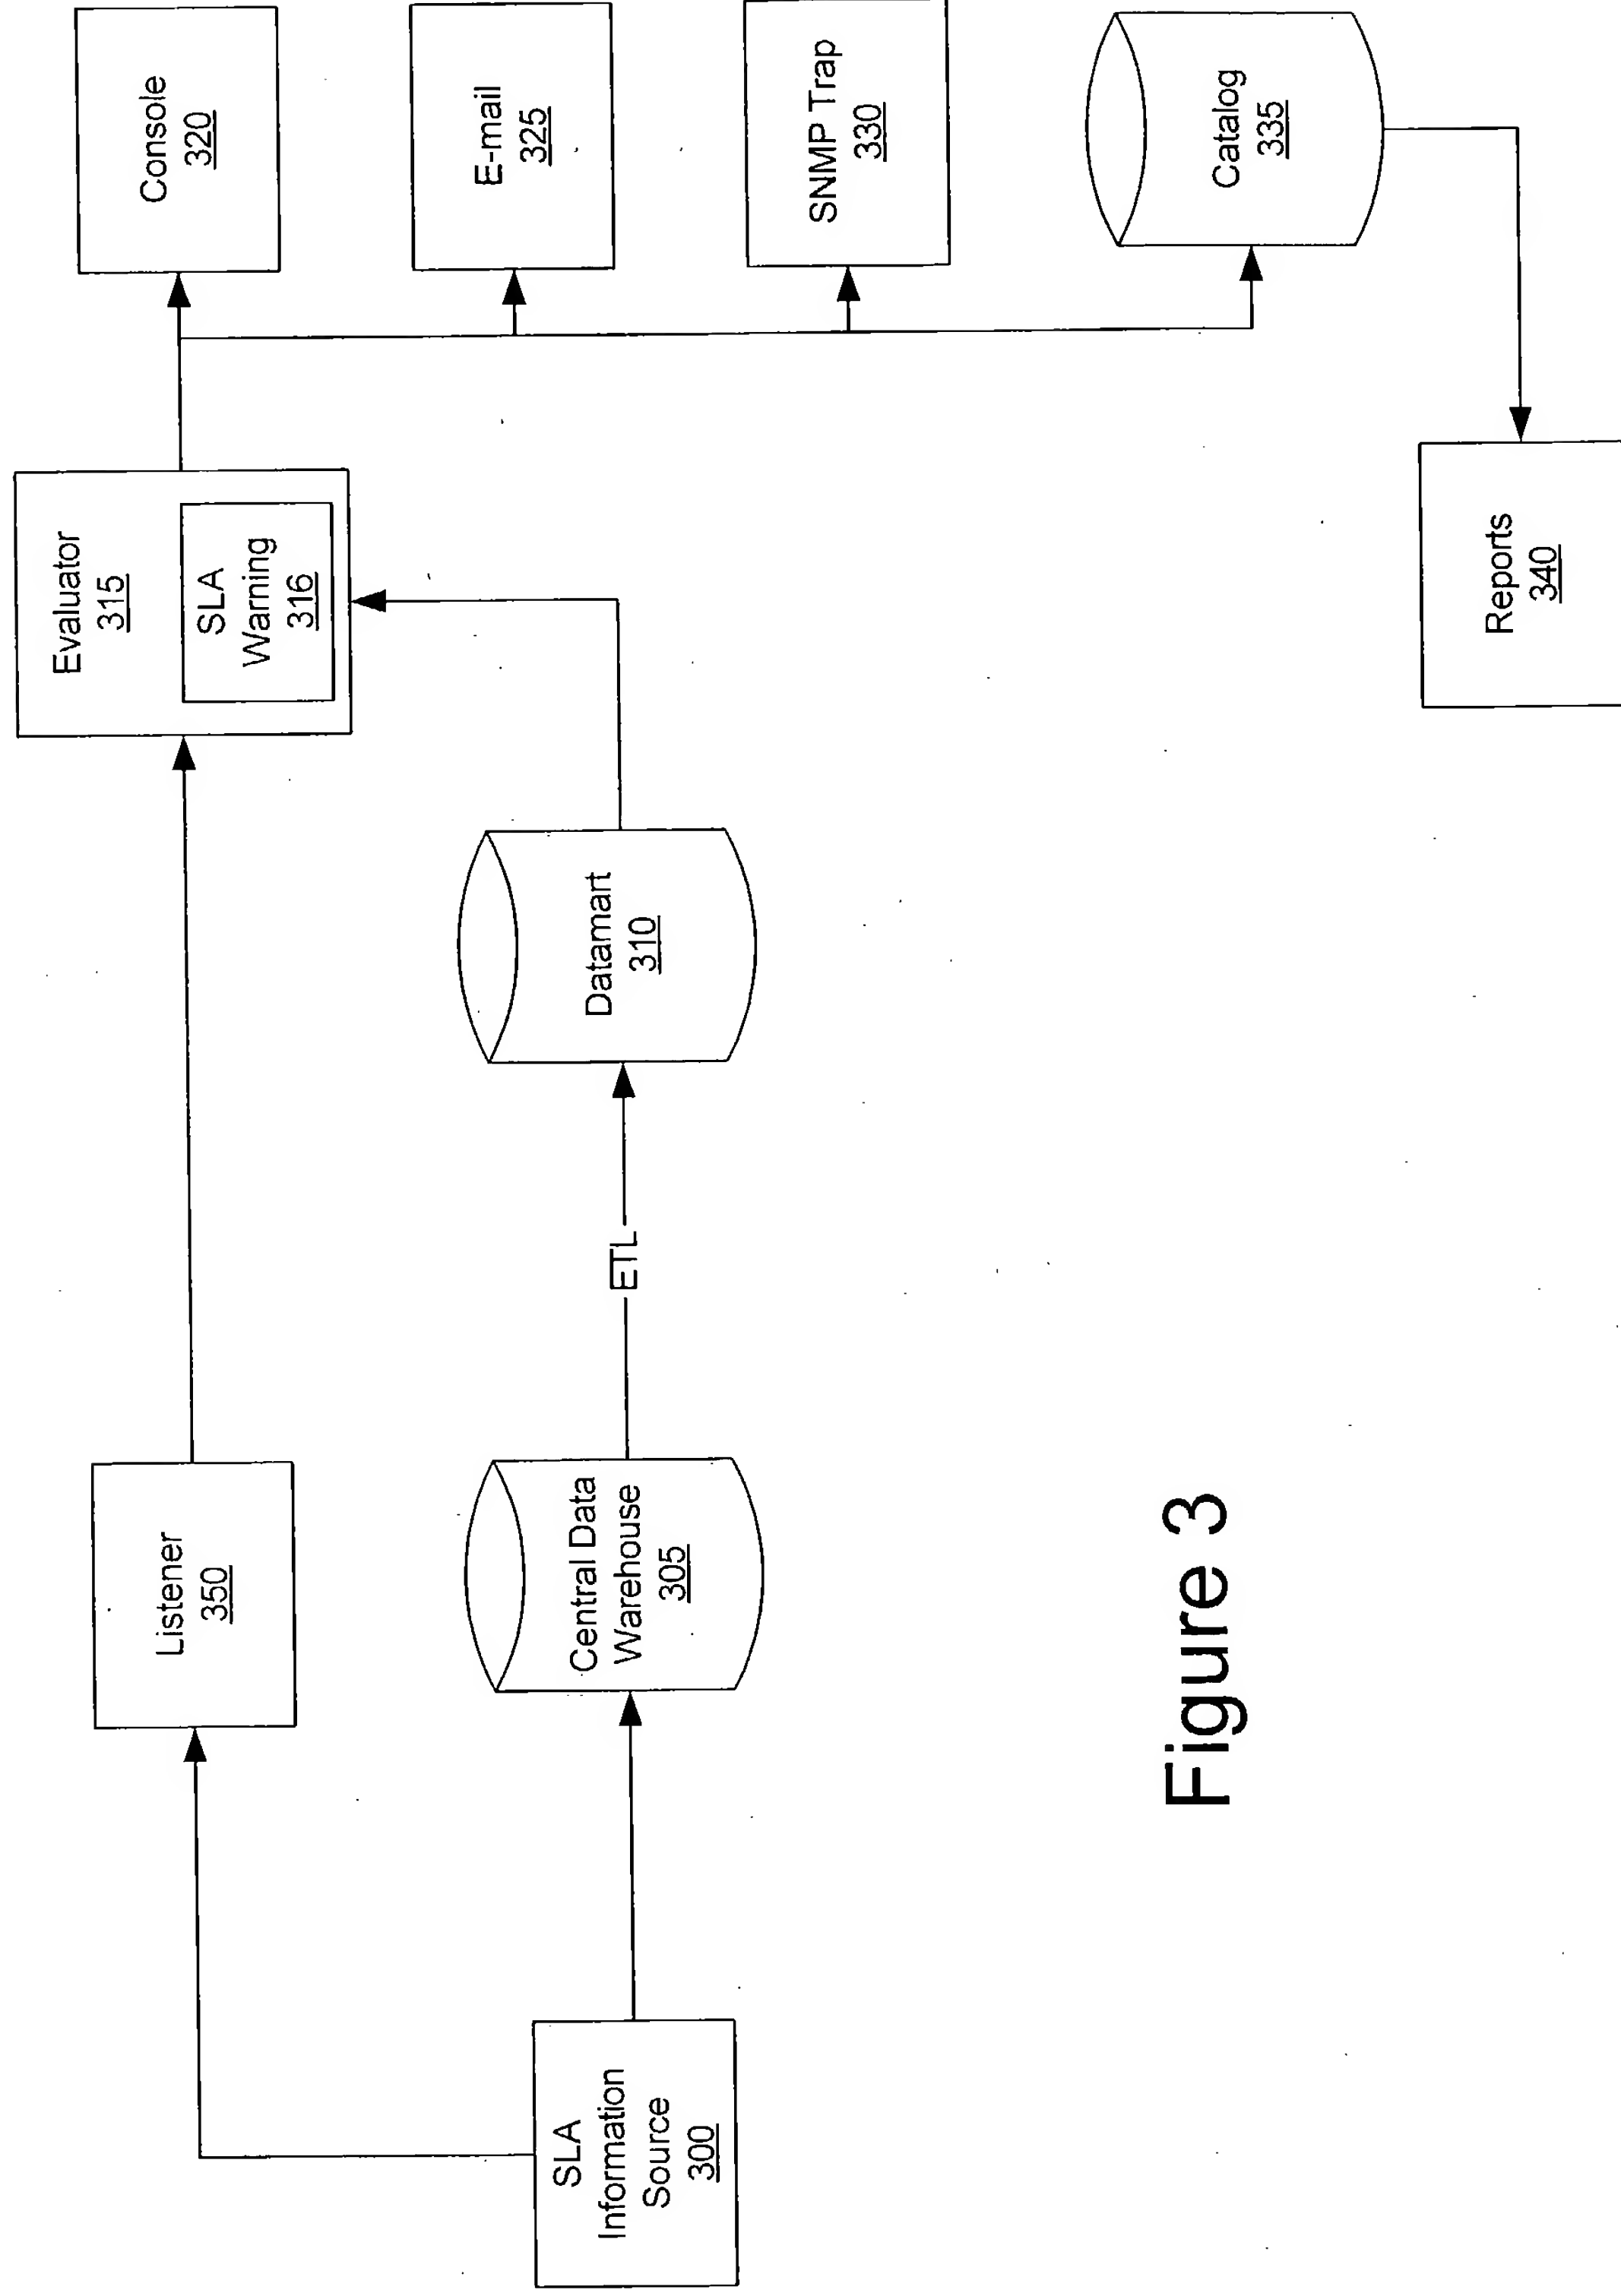 Listener
350
Evaluator
315
SLA
Warning
316
Console
320
SLA
Information
Source
300
Central Data
Warehouse
305
ETL
Datamart
310
E-mail
325
SNMP Trap
330
Catalog
335
Reports
340
Figure 3